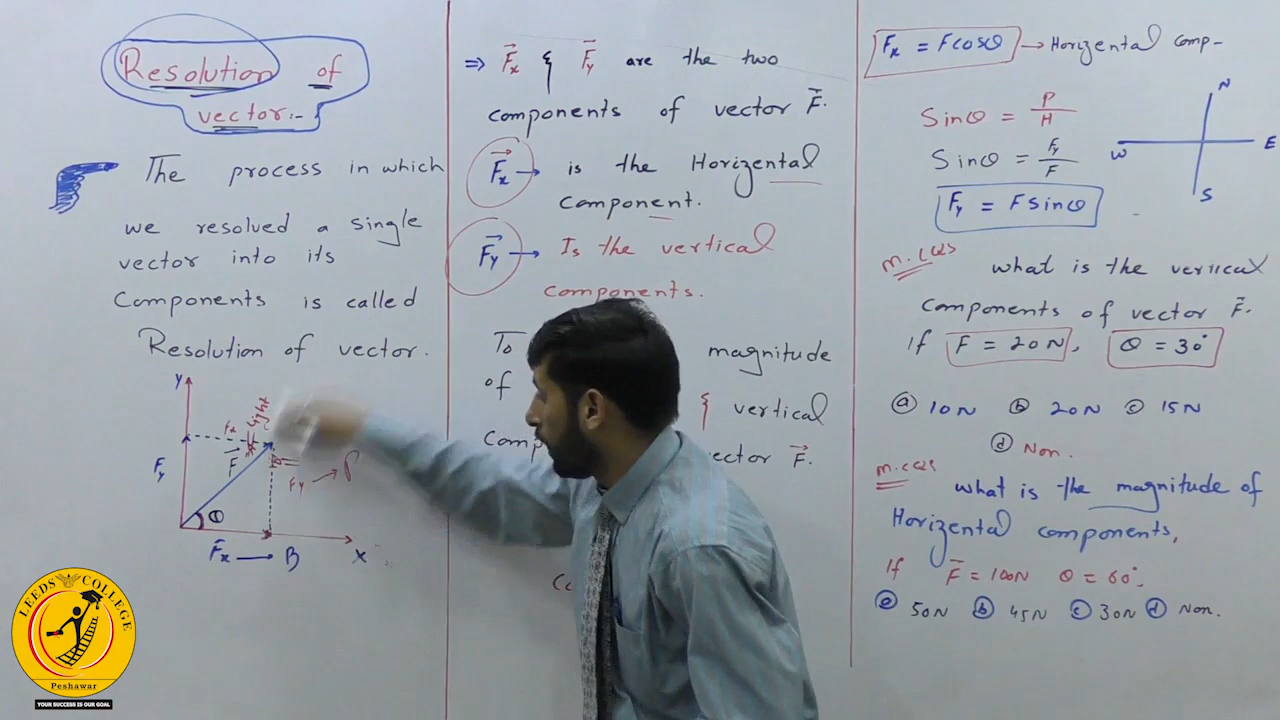 Resolution of
vector:-
The process in which
we resolved a single
vector into its
Components is called
Resolution of vector.
y
Fx
F
Fy
Fy → P
θ
Fx → B
x
⇒ Fx & Fy are the two
components of vector F.
Fx → is the Horizental
component.
Fy → Is the vertical
components.
To magnitude
of & vertical
F.
Fx = Fcosθ → Horizental comp-
Sinθ = P/H
Sinθ = Fy/F
Fy = Fsinθ
N
W E
S
M.CQS what is the vertical
components of vector F.
If F = 20N, θ = 30°
(a) 10N (b) 20N (c) 15N
(d) Non.
M.CQS
what is the magnitude of
Horizental components,
If F = 100N θ = 60°.
(a) 50N (b) 45N (c) 30N (d) Non.
LEEDS COLLEGE
Peshawar
YOUR SUCCESS IS OUR GOAL